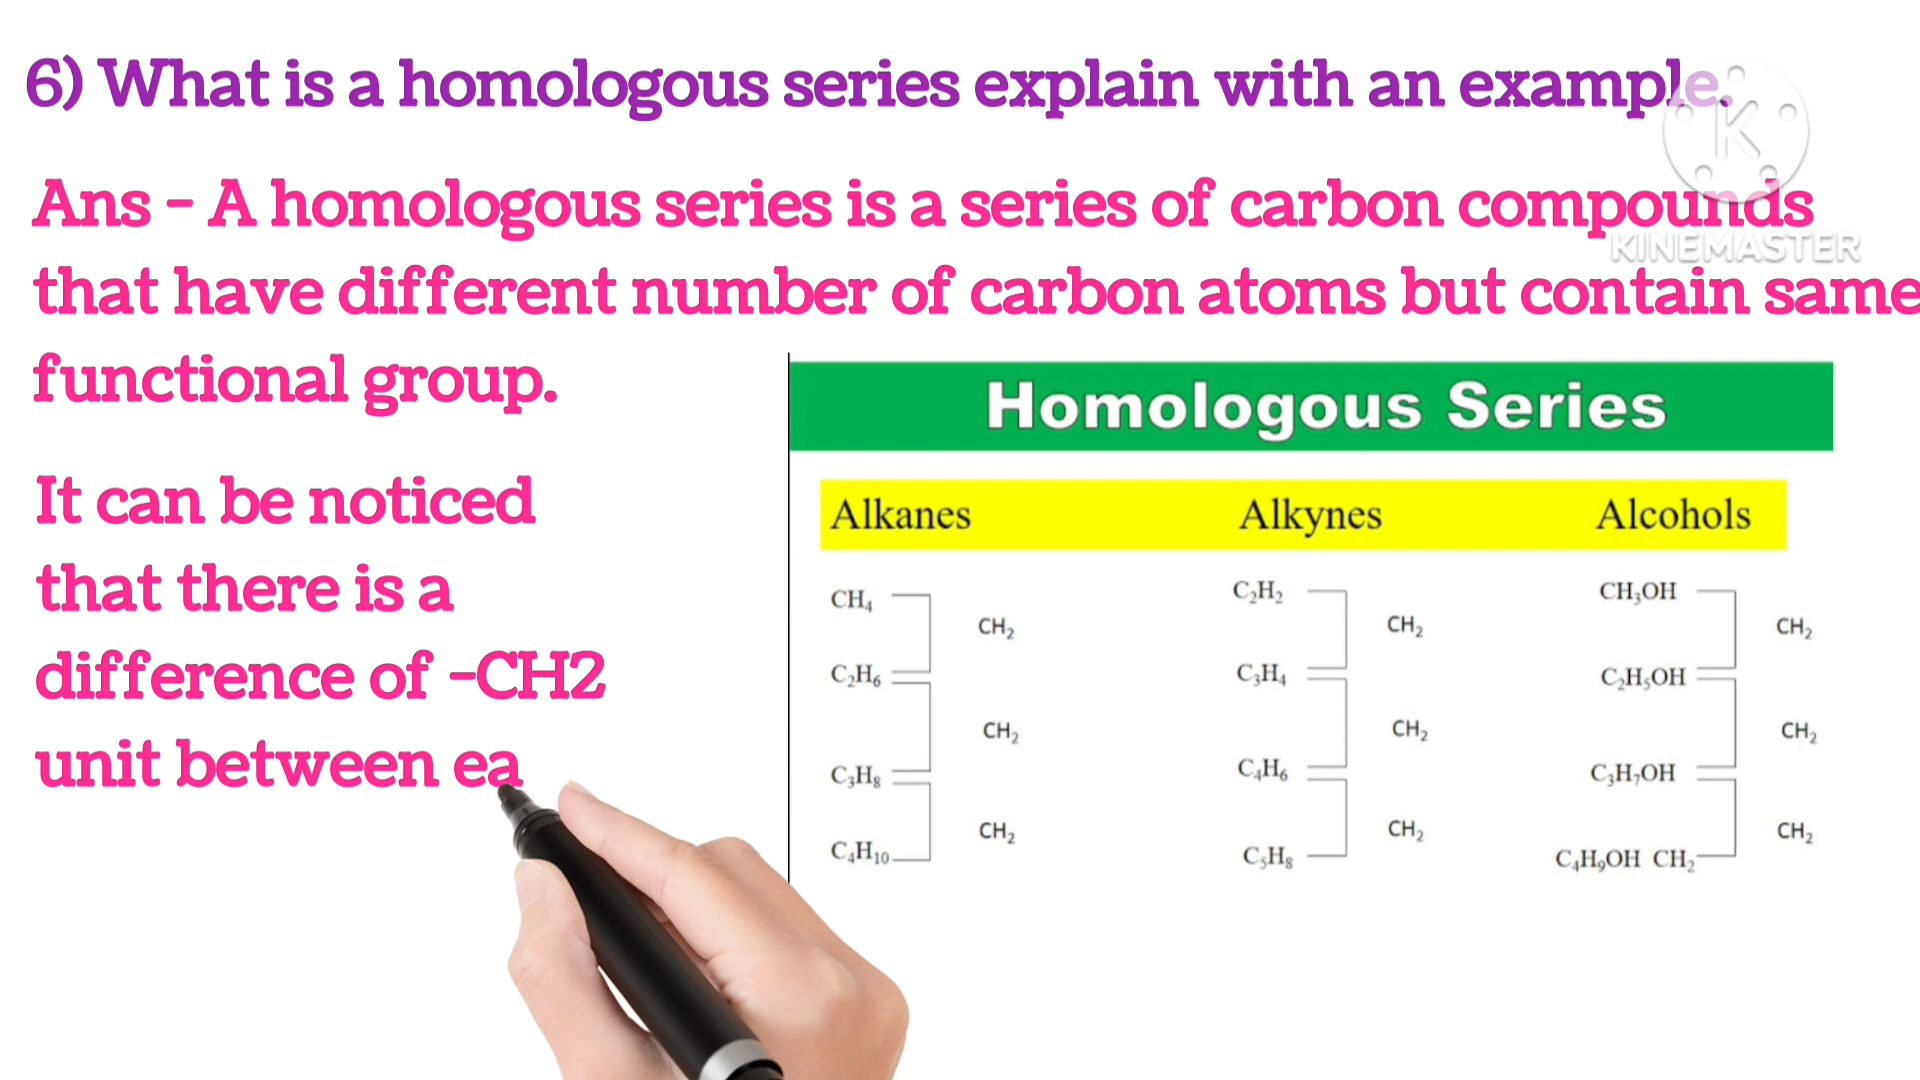 6) What is a homologous series explain with an example.
K
KINEMASTER
Ans - A homologous series is a series of carbon compounds
that have different number of carbon atoms but contain same
functional group.
It can be noticed
that there is a
difference of -CH2
unit between ea
Homologous Series
Alkanes Alkynes Alcohols
CH₄ C₂H₂ CH₃OH
CH₂ CH₂ CH₂
C₂H₆ C₃H₄ C₂H₅OH
CH₂ CH₂ CH₂
C₃H₈ C₄H₆ C₃H₇OH
CH₂ CH₂ CH₂
C₄H₁₀ C₅H₈ C₄H₉OH CH₂